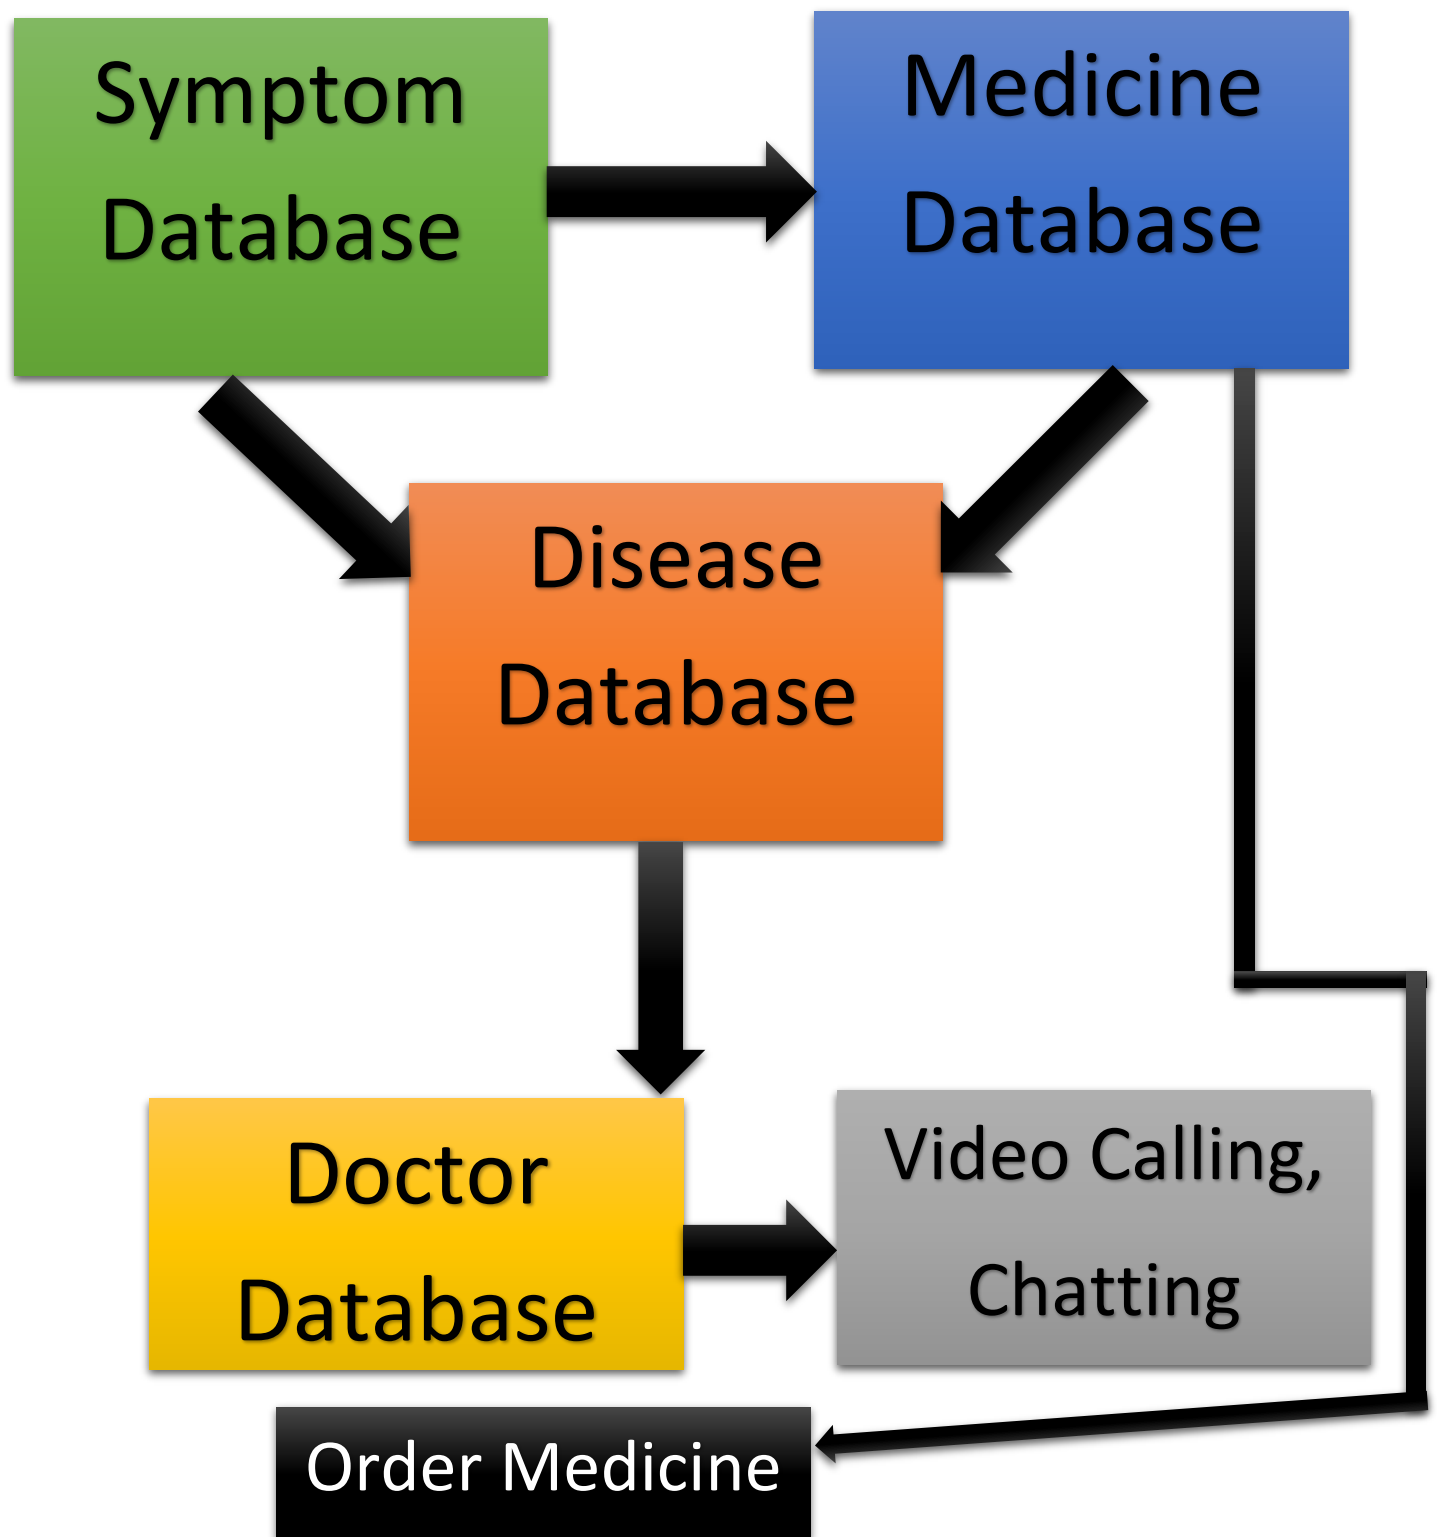 Symptom
Database
Medicine
Database
Disease
Database
Doctor
Database
Video Calling,
Chatting
Order Medicine